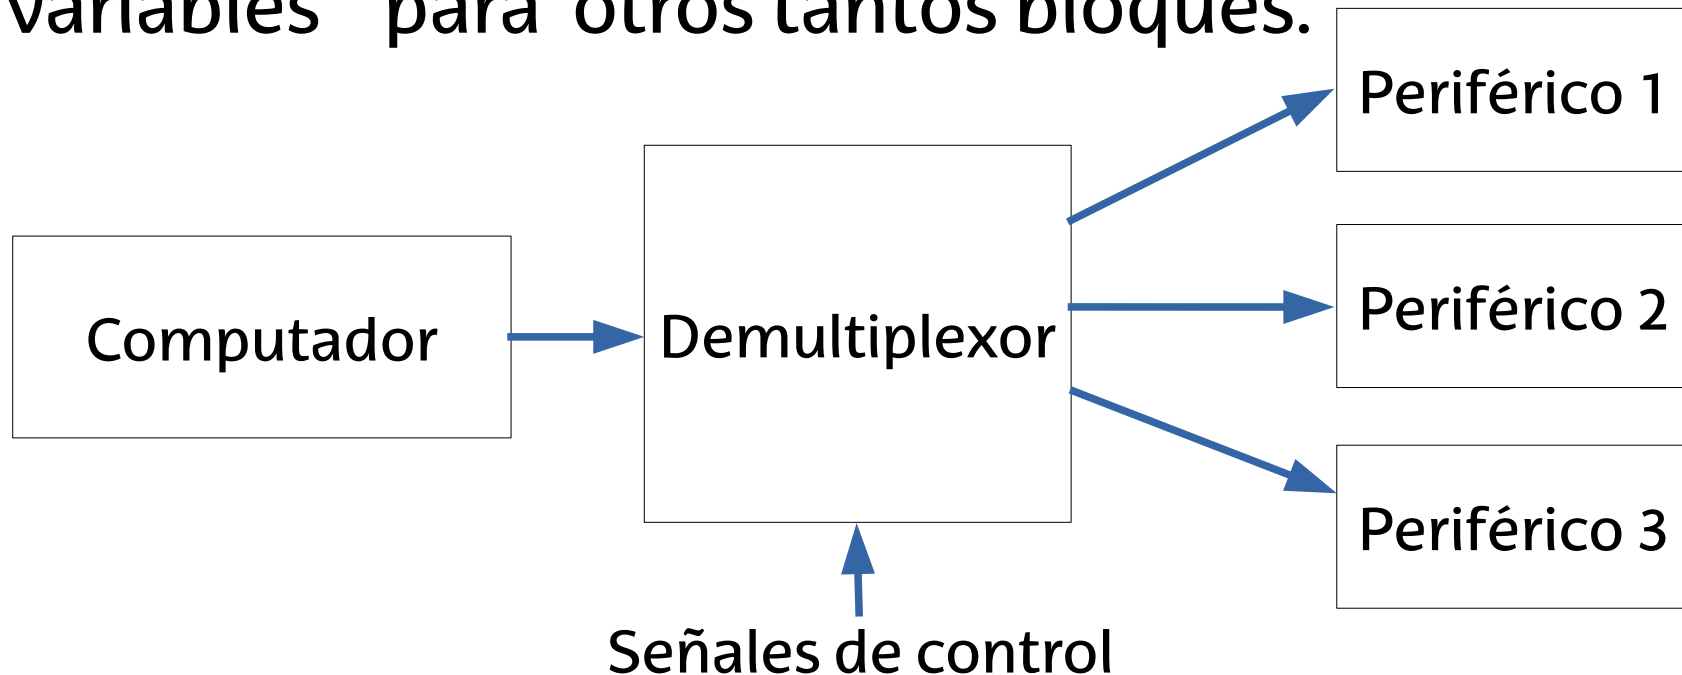 variables para otros tantos bloques.
Periférico 1
Computador
Demultiplexor
Periférico 2
Periférico 3
Señales de control